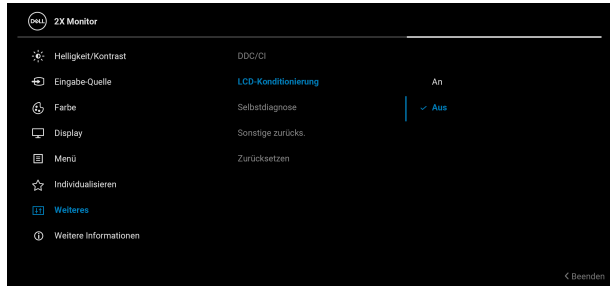 DELL 2X Monitor
Helligkeit/Kontrast
Eingabe-Quelle
Farbe
Display
Menü
Individualisieren
Weiteres
Weitere Informationen
DDC/CI
LCD-Konditionierung
Selbstdiagnose
Sonstige zurücks.
Zurücksetzen
An
Aus
Beenden